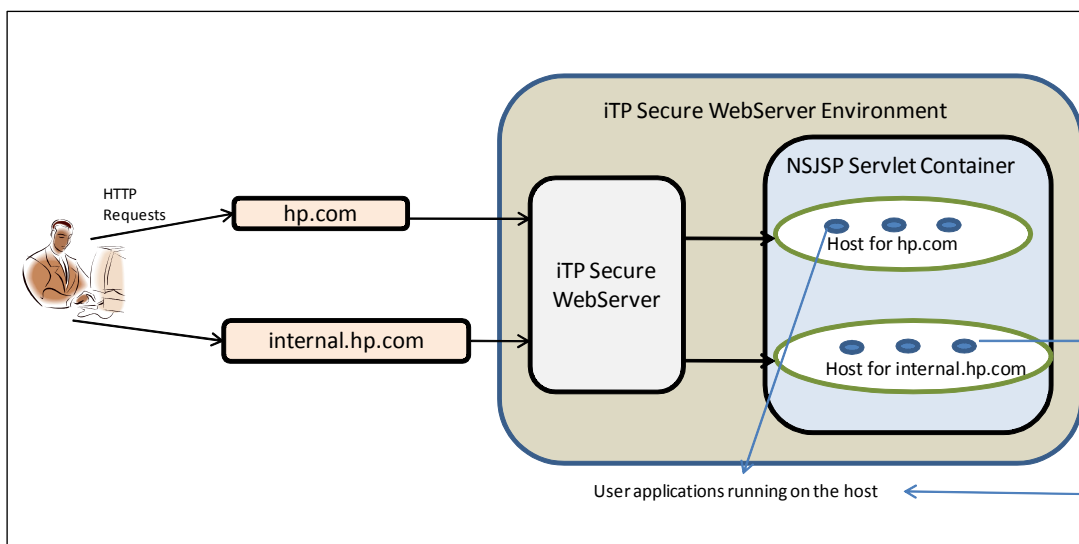 iTP Secure WebServer Environment
NSJSP Servlet Container
HTTP
Requests
hp.com
Host for hp.com
iTP Secure
WebServer
internal.hp.com
Host for internal.hp.com
User applications running on the host